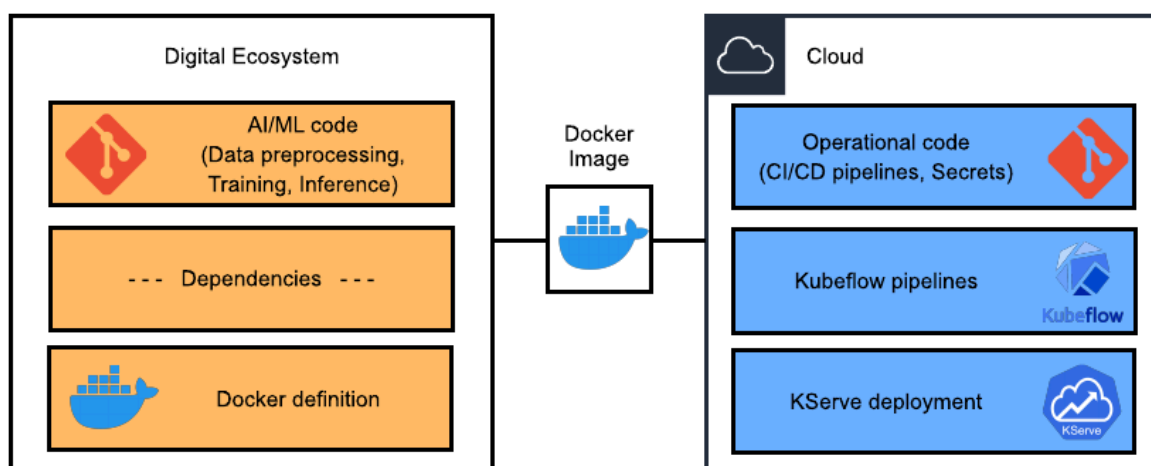 Digital Ecosystem
AI/ML code
(Data preprocessing,
Training, Inference)
--- Dependencies ---
Docker definition
Docker
Image
Cloud
Operational code
(CI/CD pipelines, Secrets)
Kubeflow pipelines
Kubeflow
KServe deployment
KServe